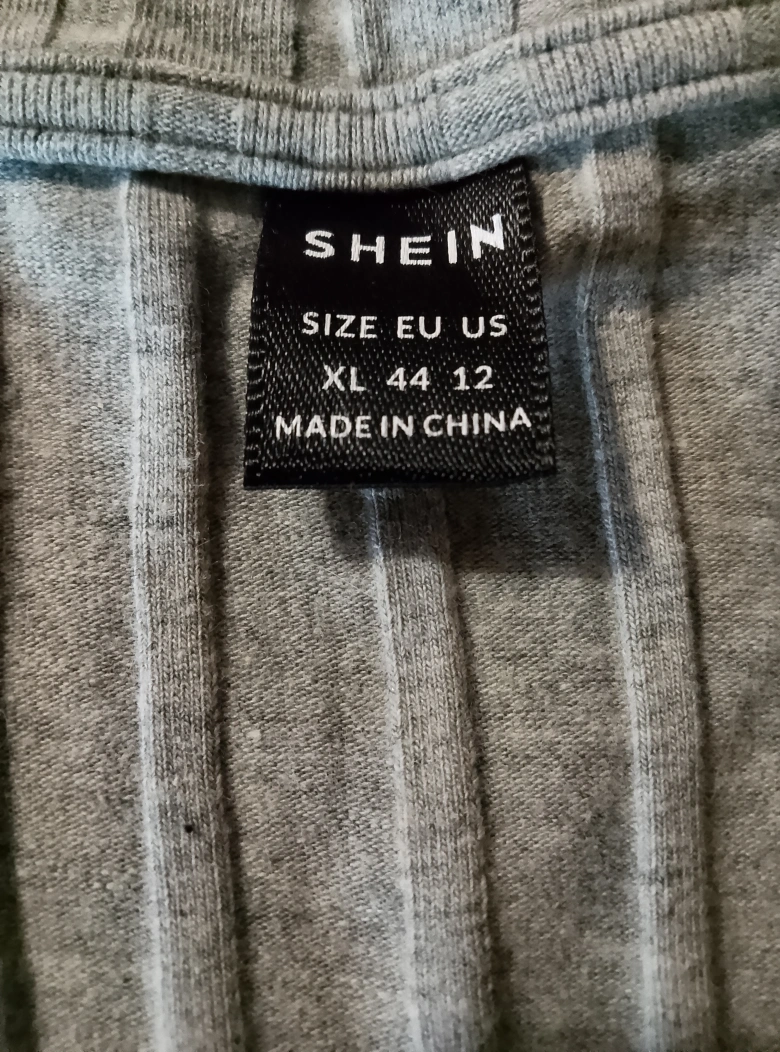 SHEIN
SIZE EU US
XL 44 12
MADE IN CHINA